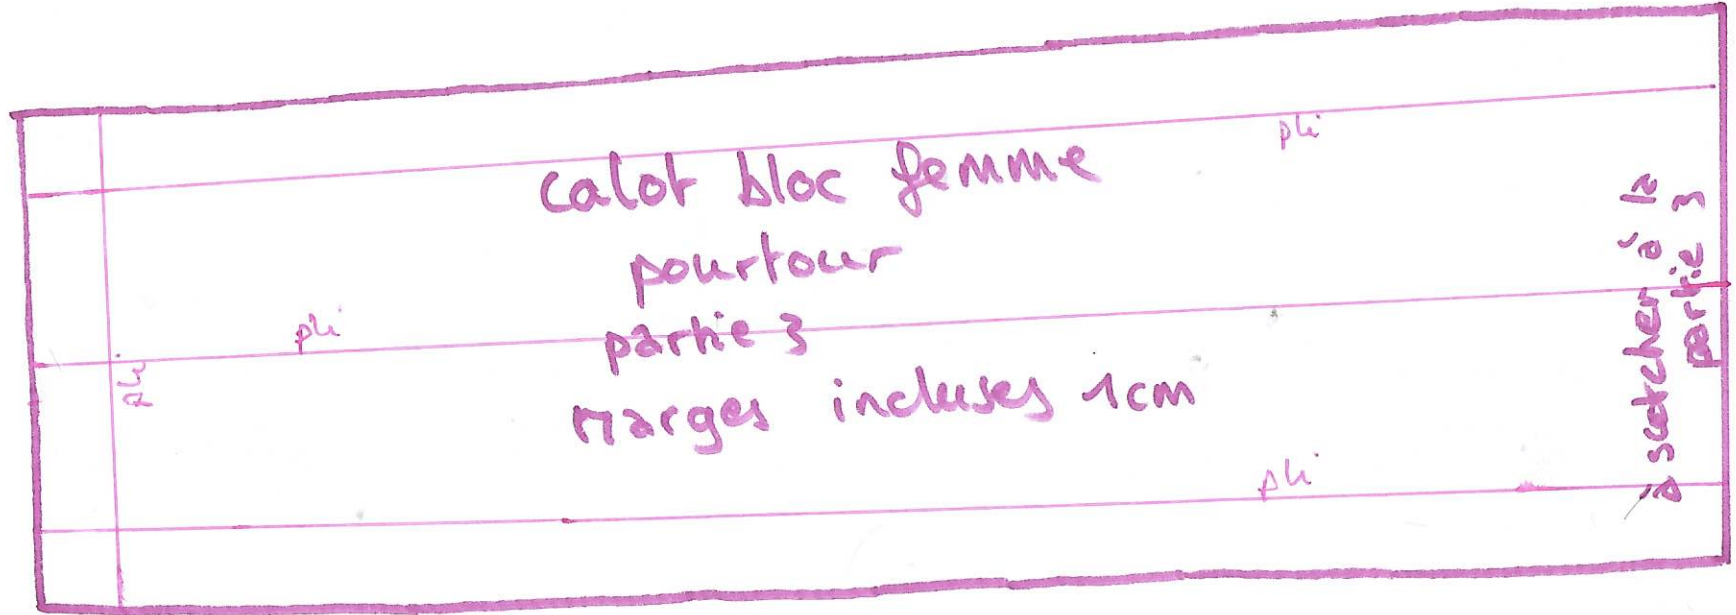 pli
calot bloc femme
pourtour
pli
partie 3
pli
Marges incluses 1cm
pli
à scotcher à la
partie 3